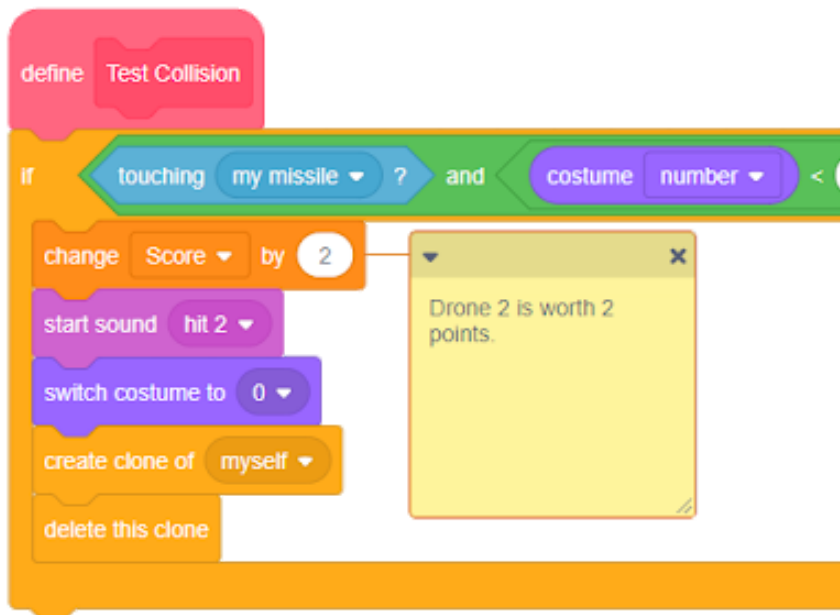 define Test Collision
if touching my missile ? and costume number <
change Score by 2
Drone 2 is worth 2
points.
start sound hit 2
switch costume to 0
create clone of myself
delete this clone